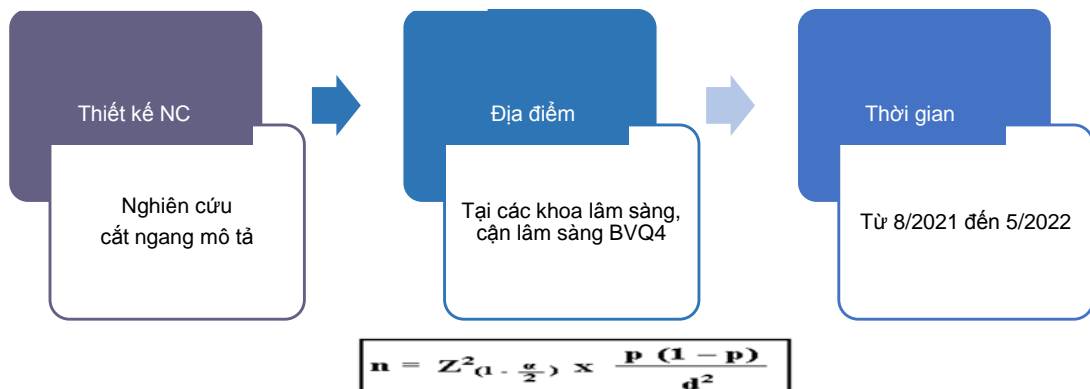 Thiết kế NC
Nghiên cứu
cắt ngang mô tả
Địa điểm
Tại các khoa lâm sàng,
cận lâm sàng BVQ4
Thời gian
Từ 8/2021 đến 5/2022
n = Z²(1 - α/2) x p (1 – p) / d²